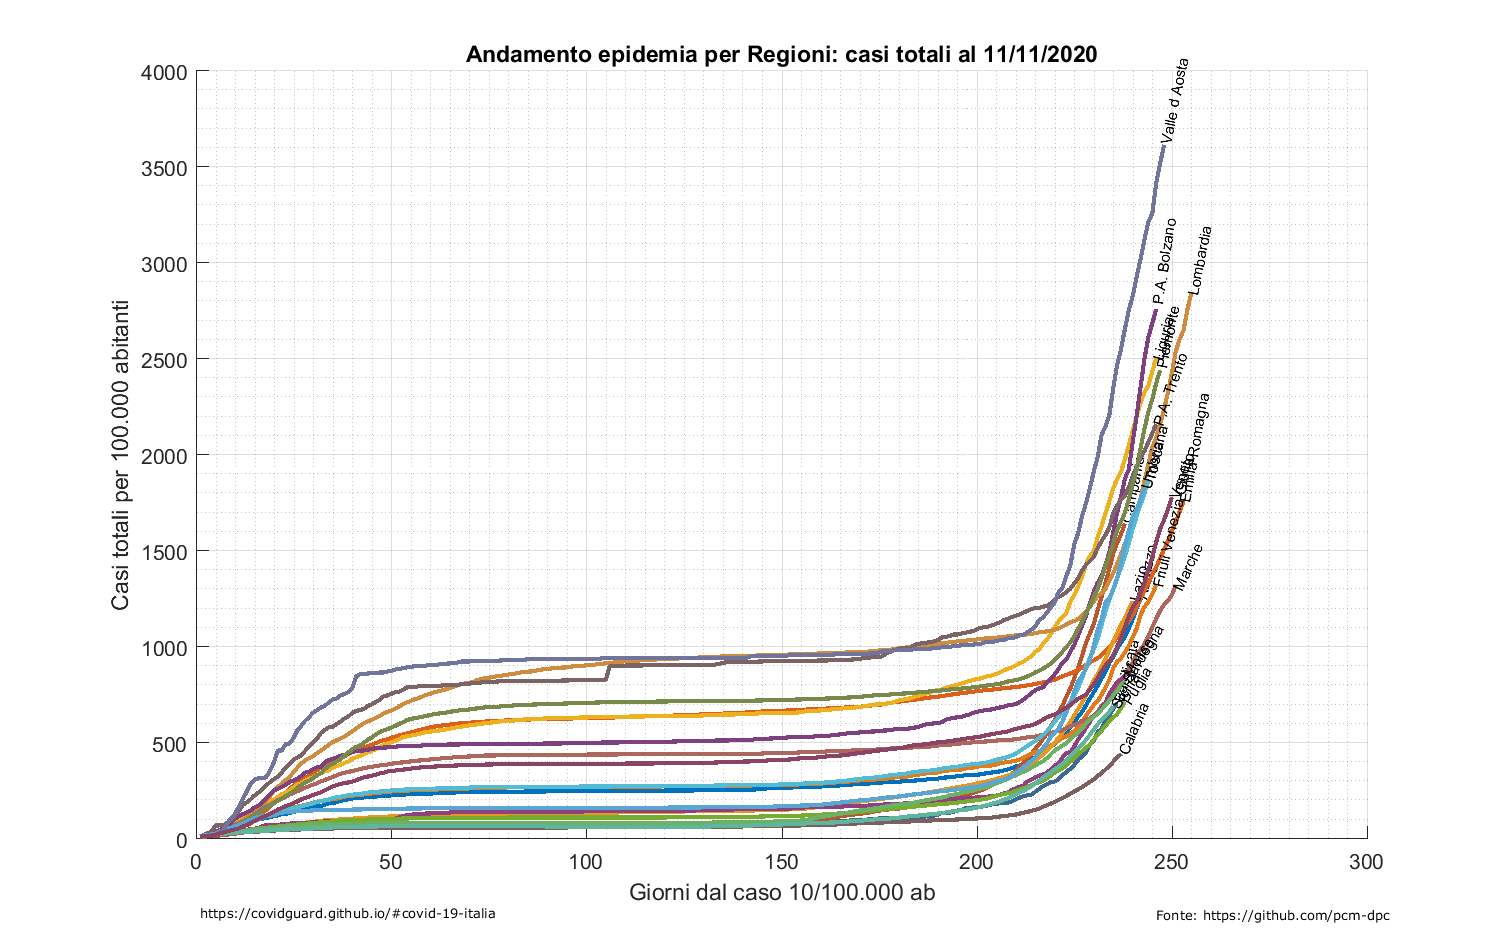 Andamento epidemia per Regioni: casi totali al 11/11/2020
Casi totali per 100.000 abitanti
4000
3500
3000
2500
2000
1500
1000
500
0
0 50 100 150 200 250 300
Giorni dal caso 10/100.000 ab
Valle d Aosta
P.A. Bolzano
Lombardia
Liguria
Piemonte
P.A. Trento
Toscana
Emilia-Romagna
Veneto
Friuli Venezia
Lazio
Marche
Puglia
Calabria
https://covidguard.github.io/#covid-19-italia
Fonte: https://github.com/pcm-dpc